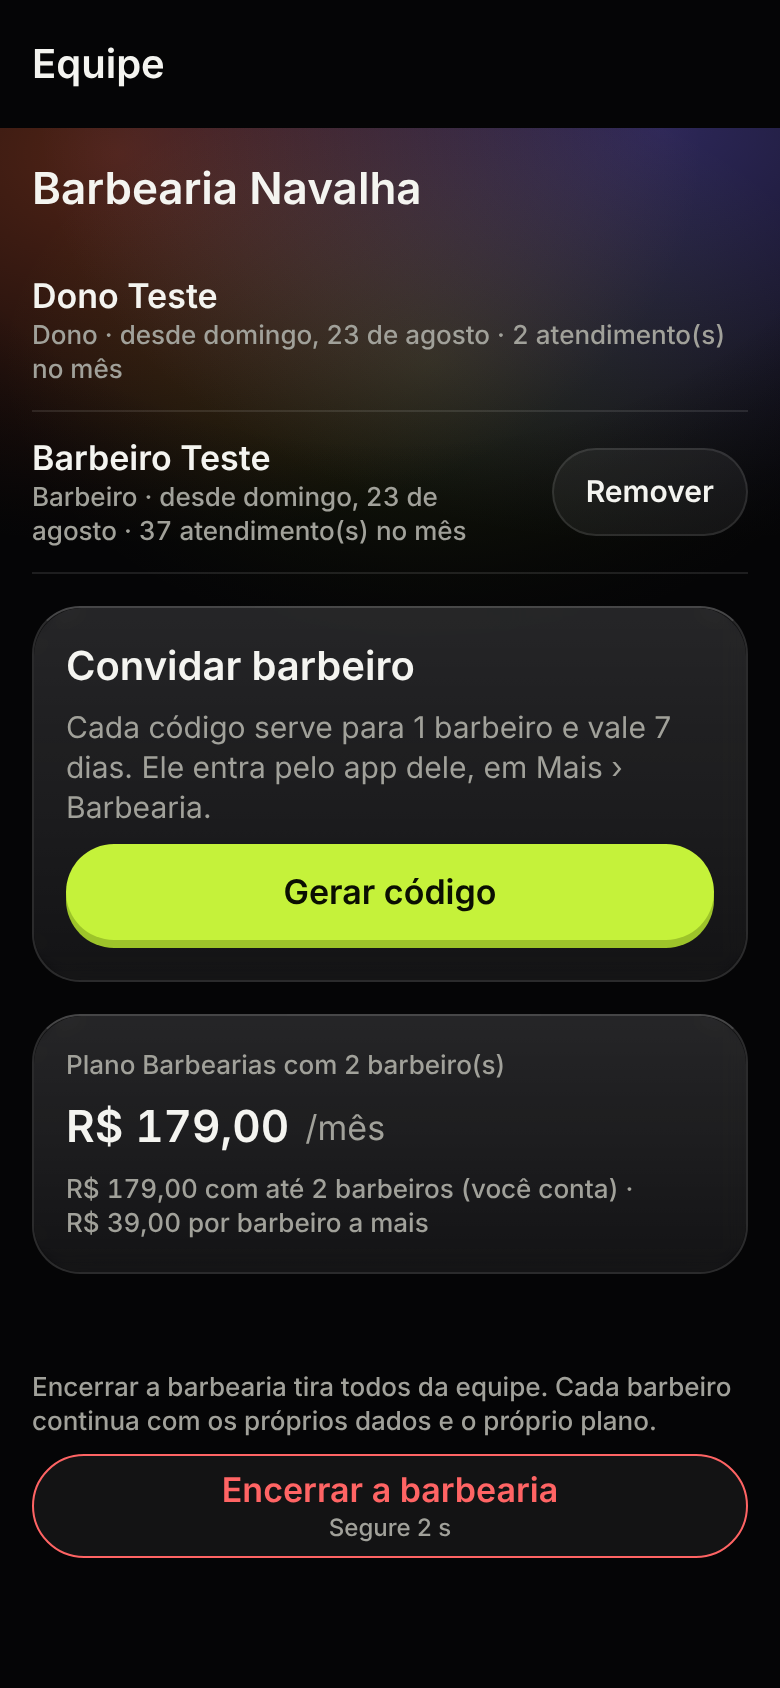 Equipe
Barbearia Navalha
Dono Teste
Dono · desde domingo, 23 de agosto · 2 atendimento(s)
no mês
Barbeiro Teste
Barbeiro · desde domingo, 23 de
agosto · 37 atendimento(s) no mês
Remover
Convidar barbeiro
Cada código serve para 1 barbeiro e vale 7
dias. Ele entra pelo app dele, em Mais ›
Barbearia.
Gerar código
Plano Barbearias com 2 barbeiro(s)
R$ 179,00 /mês
R$ 179,00 com até 2 barbeiros (você conta) ·
R$ 39,00 por barbeiro a mais
Encerrar a barbearia tira todos da equipe. Cada barbeiro
continua com os próprios dados e o próprio plano.
Encerrar a barbearia
Segure 2 s